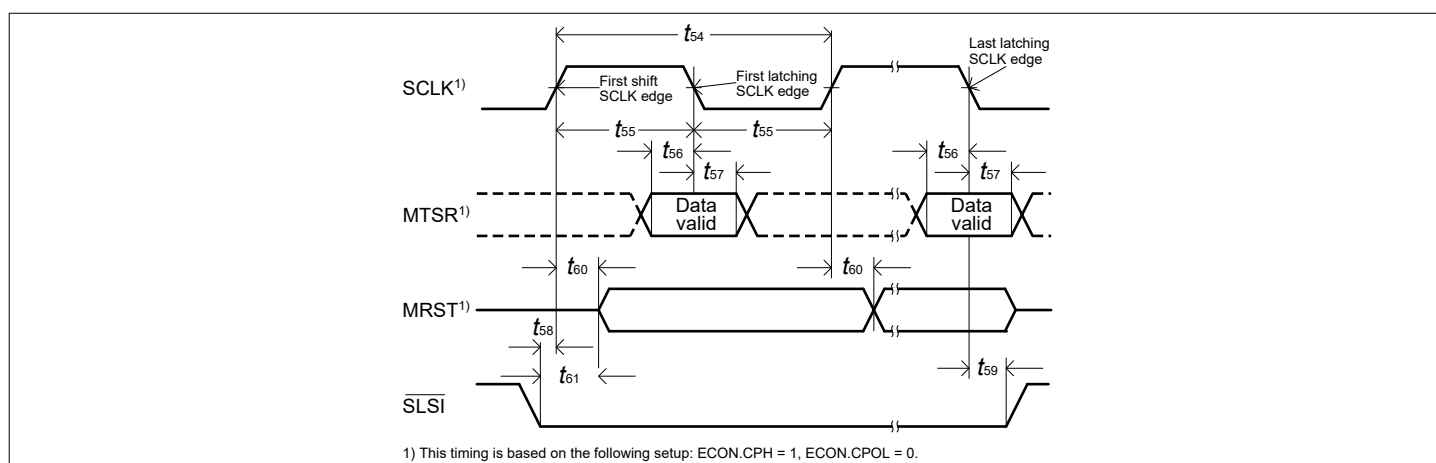 t54
SCLK1)
First shift
SCLK edge
First latching
SCLK edge
Last latching
SCLK edge
t55
t55
t56
t56
t57
t57
MTSR1)
Data
valid
Data
valid
t60
t60
MRST1)
t58
t61
t59
SLSI
1) This timing is based on the following setup: ECON.CPH = 1, ECON.CPOL = 0.